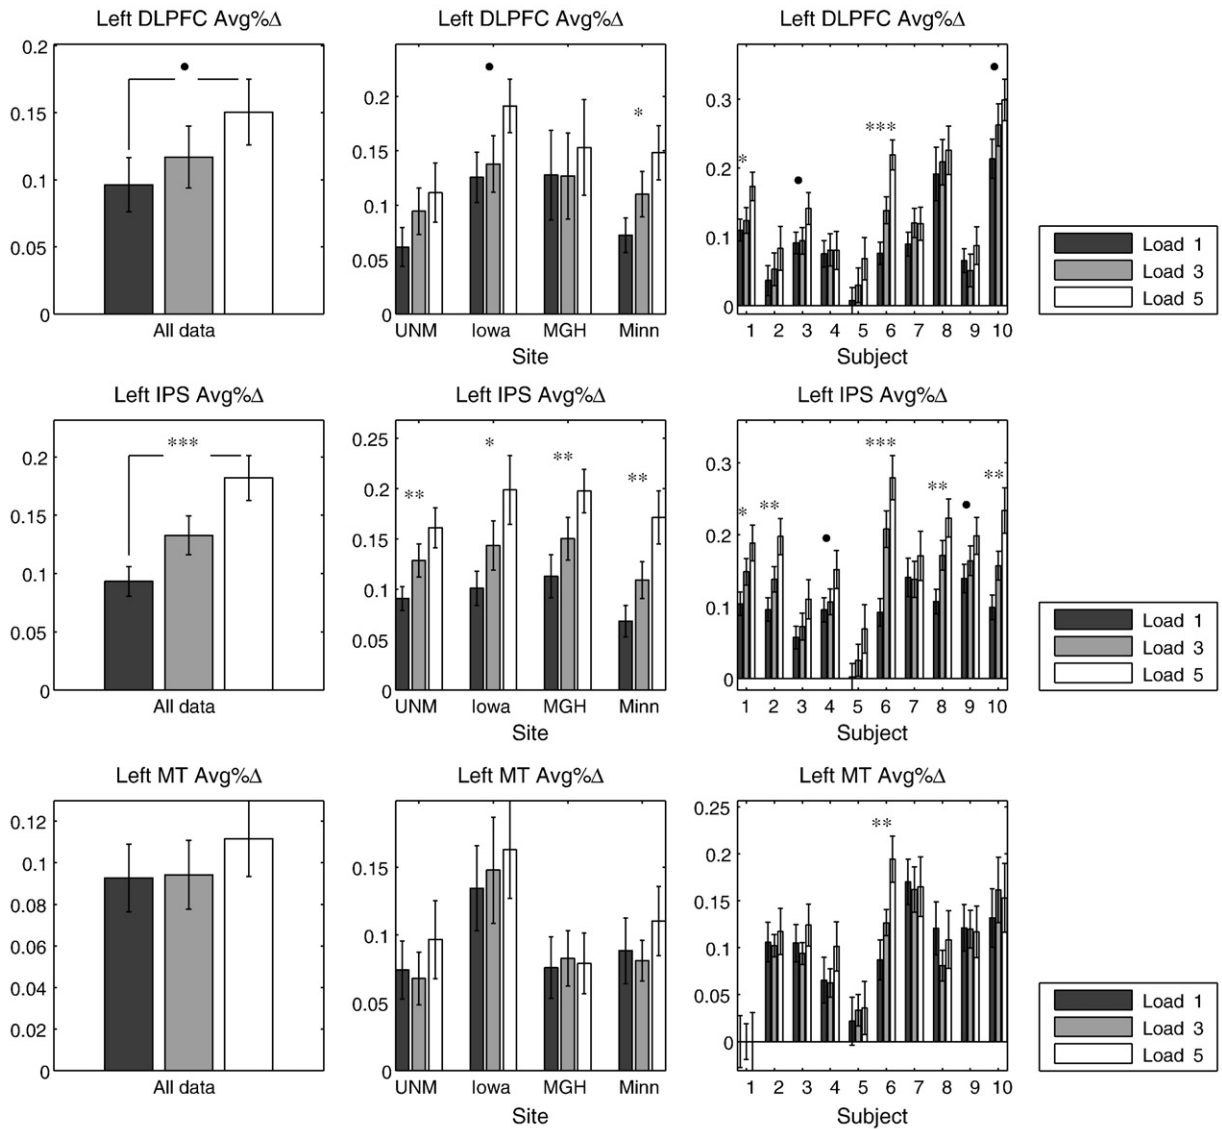 Left DLPFC Avg%Δ
0.2
0.15
0.1
0.05
0
•
All data
Left DLPFC Avg%Δ
0.2
0.15
0.1
0.05
0
•
*
UNM Iowa MGH Minn
Site
Left DLPFC Avg%Δ
0.3
0.2
0.1
0
*
•
***
•
1 2 3 4 5 6 7 8 9 10
Subject
Load 1
Load 3
Load 5
Left IPS Avg%Δ
0.2
0.15
0.1
0.05
0
***
All data
Left IPS Avg%Δ
0.25
0.2
0.15
0.1
0.05
0
**
*
**
**
UNM Iowa MGH Minn
Site
Left IPS Avg%Δ
0.3
0.2
0.1
0
*
**
•
***
**
•
**
1 2 3 4 5 6 7 8 9 10
Subject
Load 1
Load 3
Load 5
Left MT Avg%Δ
0.12
0.1
0.08
0.06
0.04
0.02
0
All data
Left MT Avg%Δ
0.15
0.1
0.05
0
UNM Iowa MGH Minn
Site
Left MT Avg%Δ
0.25
0.2
0.15
0.1
0.05
0
**
1 2 3 4 5 6 7 8 9 10
Subject
Load 1
Load 3
Load 5